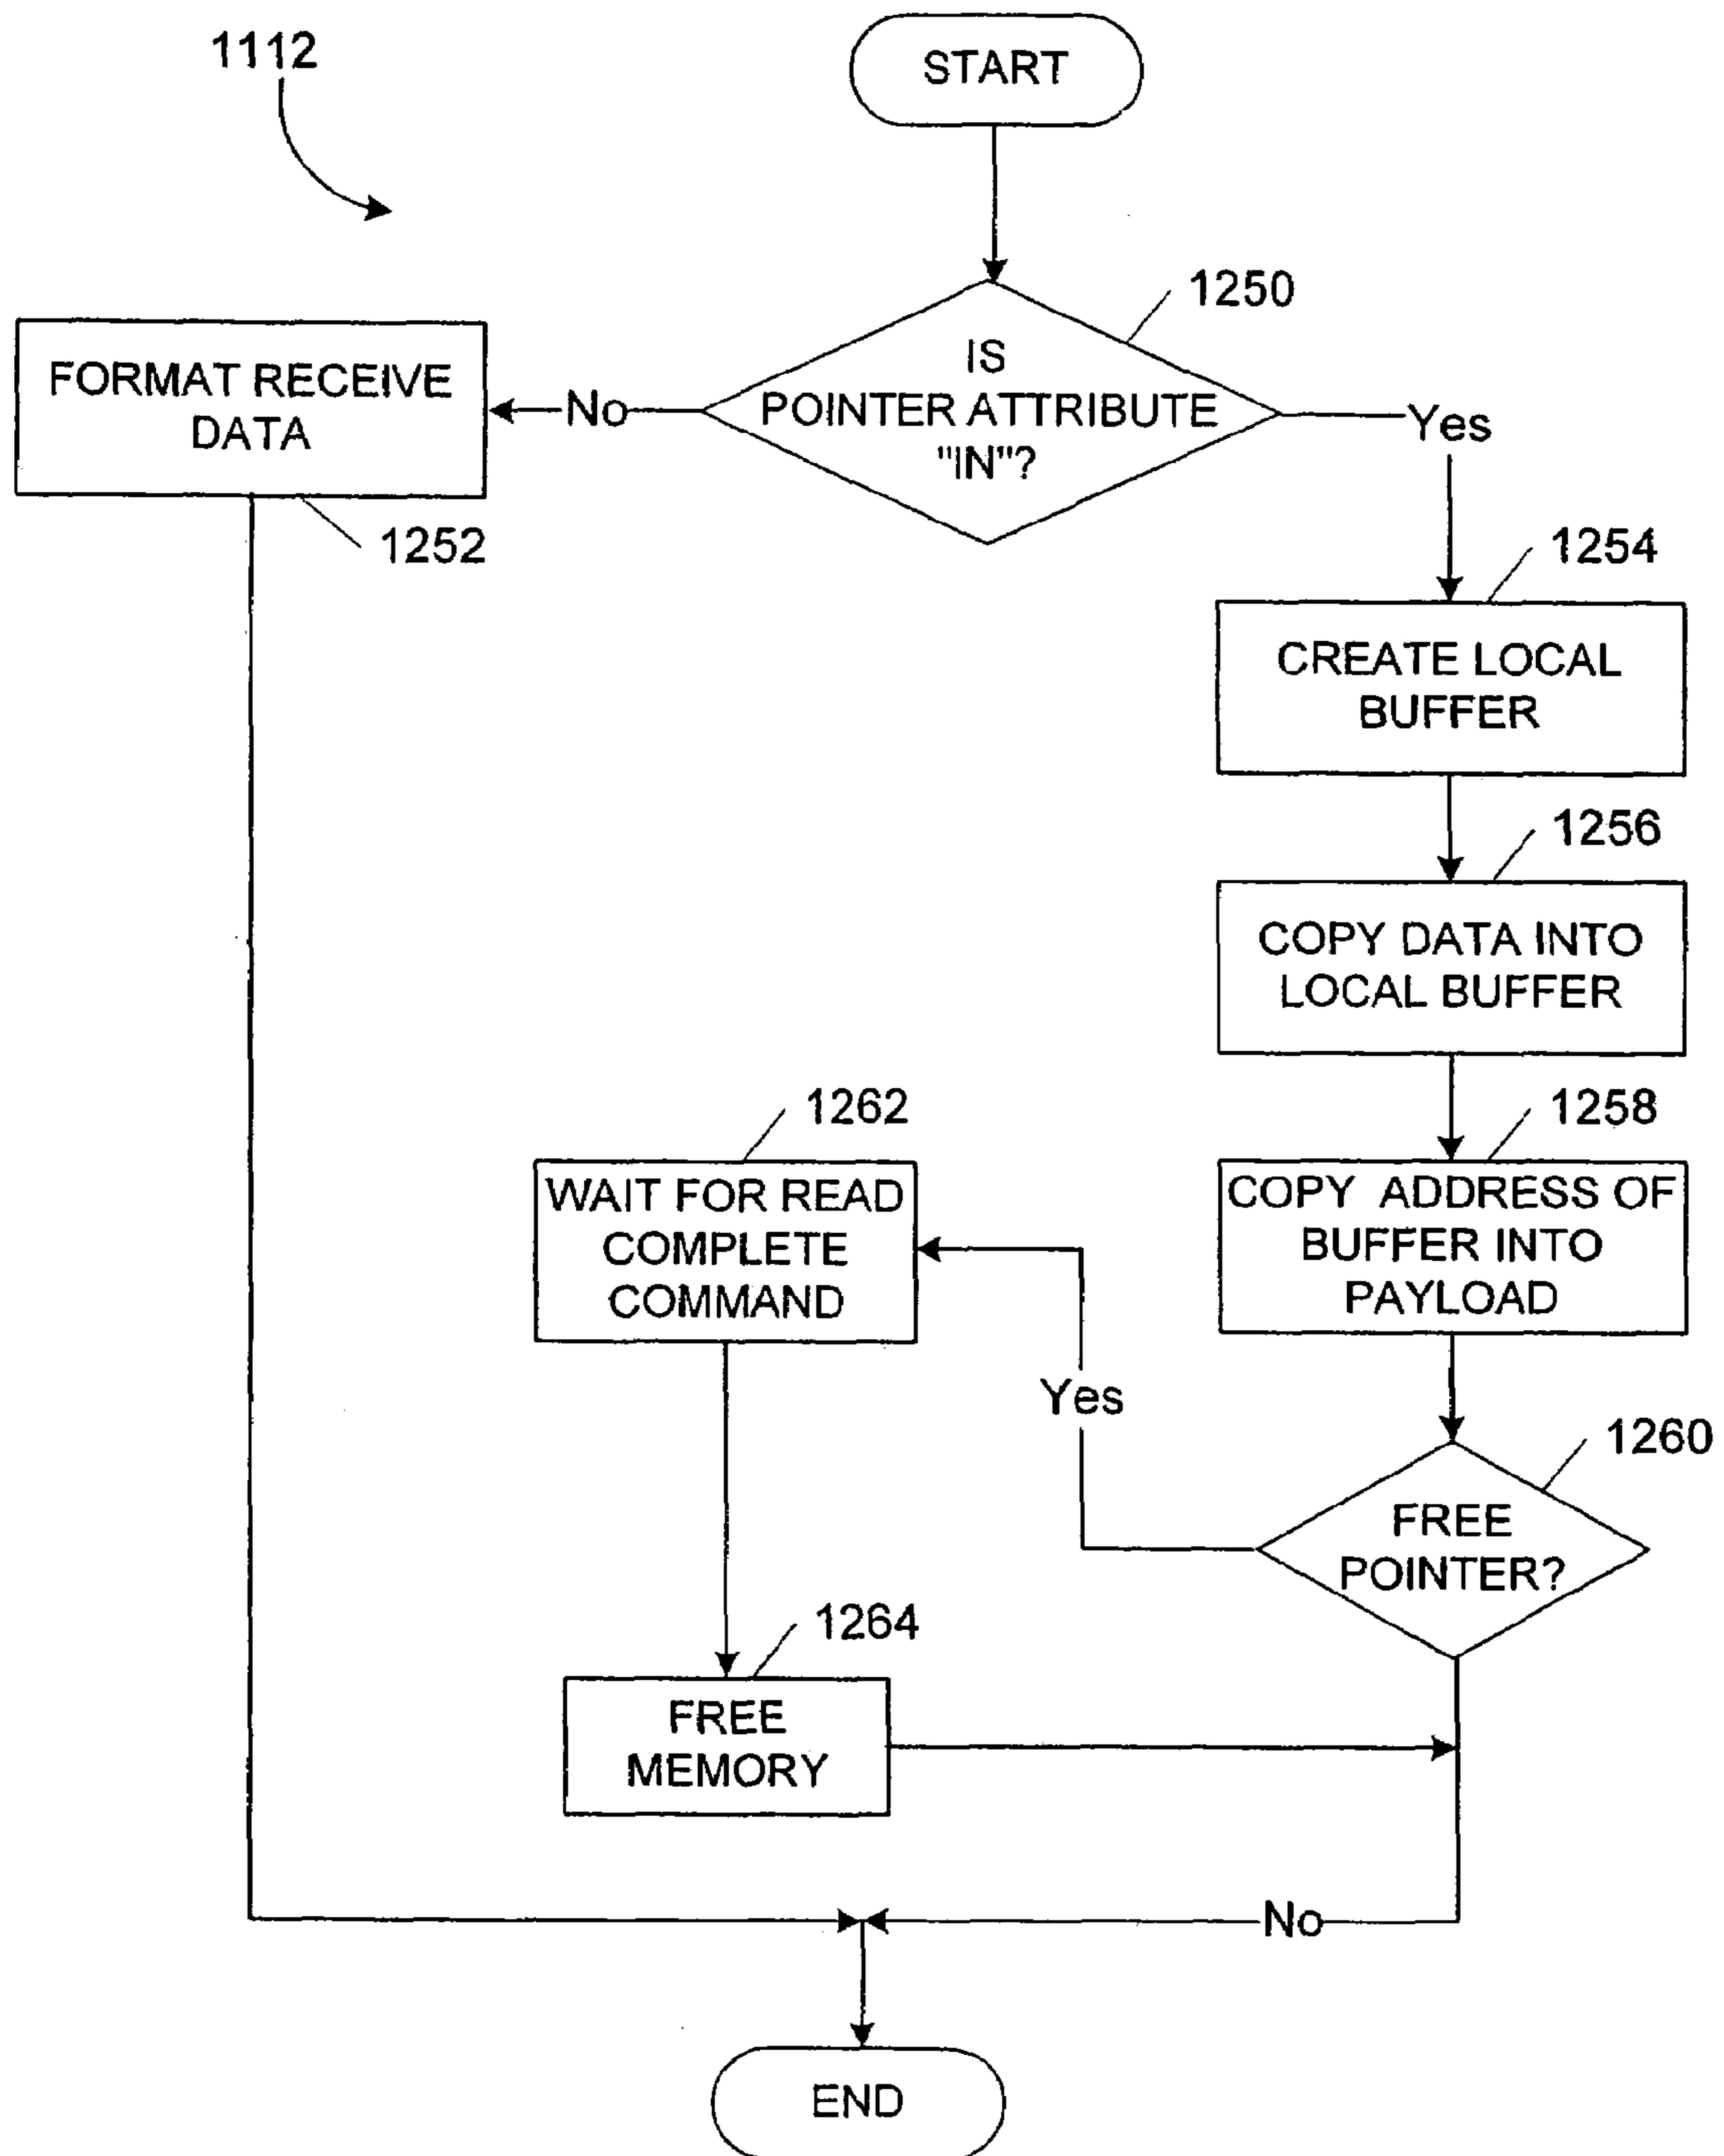 1112
START
1250
IS
POINTER ATTRIBUTE
"IN"?
No
Yes
FORMAT RECEIVE
DATA
1252
1254
CREATE LOCAL
BUFFER
1256
COPY DATA INTO
LOCAL BUFFER
1258
COPY ADDRESS OF
BUFFER INTO
PAYLOAD
1262
WAIT FOR READ
COMPLETE
COMMAND
Yes
1260
FREE
POINTER?
1264
FREE
MEMORY
No
END